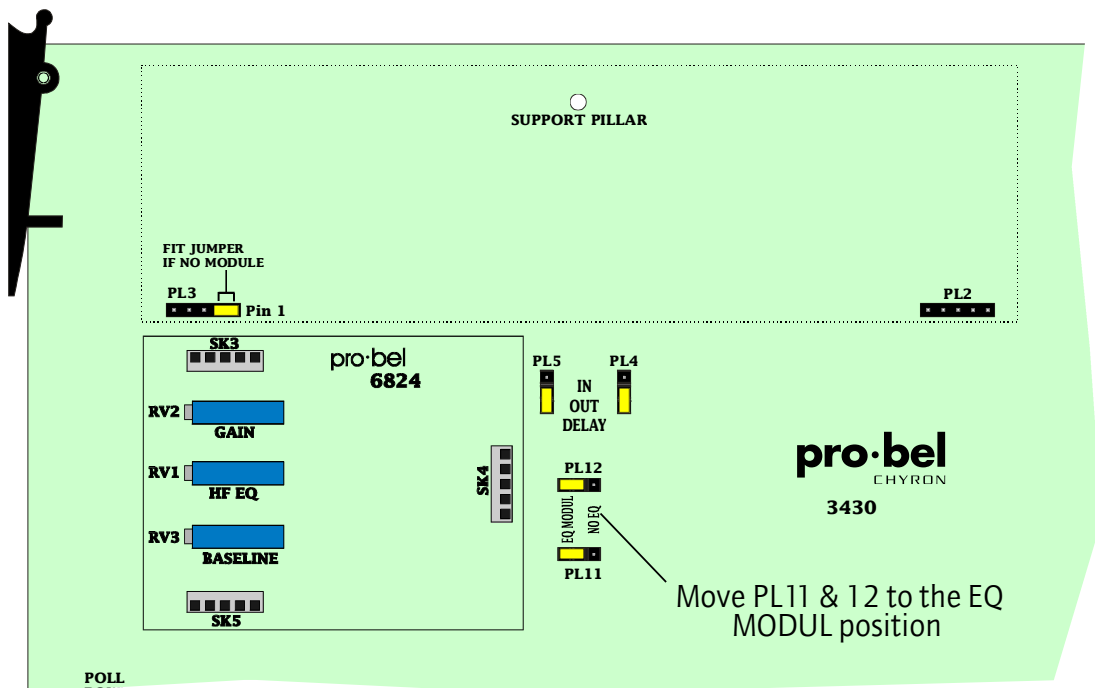 SUPPORT PILLAR
FIT JUMPER
IF NO MODULE
PL3
Pin 1
PL2
SK3
pro·bel
6824
RV2
GAIN
RV1
HF EQ
RV3
BASELINE
SK4
SK5
PL5
PL4
IN
OUT
DELAY
PL12
EQ MODUL
NO EQ
PL11
pro·bel
CHYRON
3430
Move PL11 & 12 to the EQ
MODUL position
POLL